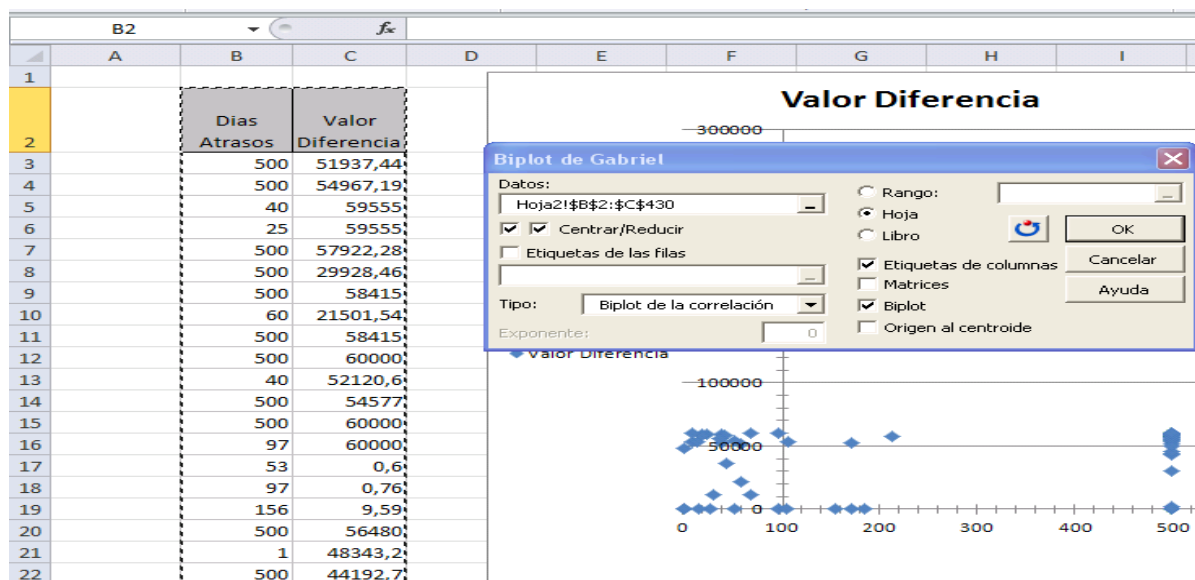 B2 fx
A B C D E F G H I
1
2 Dias Atrasos Valor Diferencia
3 500 51937,44
4 500 54967,19
5 40 59555
6 25 59555
7 500 57922,28
8 500 29928,46
9 500 58415
10 60 21501,54
11 500 58415
12 500 60000
13 40 52120,6
14 500 54577
15 500 60000
16 97 60000
17 53 0,6
18 97 0,76
19 156 9,59
20 500 56480
21 1 48343,2
22 500 44192,7
Valor Diferencia
300000
Biplot de Gabriel
Datos:
Hoja2!$B$2:$C$430
Centrar/Reducir
Etiquetas de las filas
Tipo: Biplot de la correlación
Exponente: 0
Rango:
Hoja
Libro
Etiquetas de columnas
Matrices
Biplot
Origen al centroide
OK
Cancelar
Ayuda
Valor Diferencia
100000
50000
0
0 100 200 300 400 500